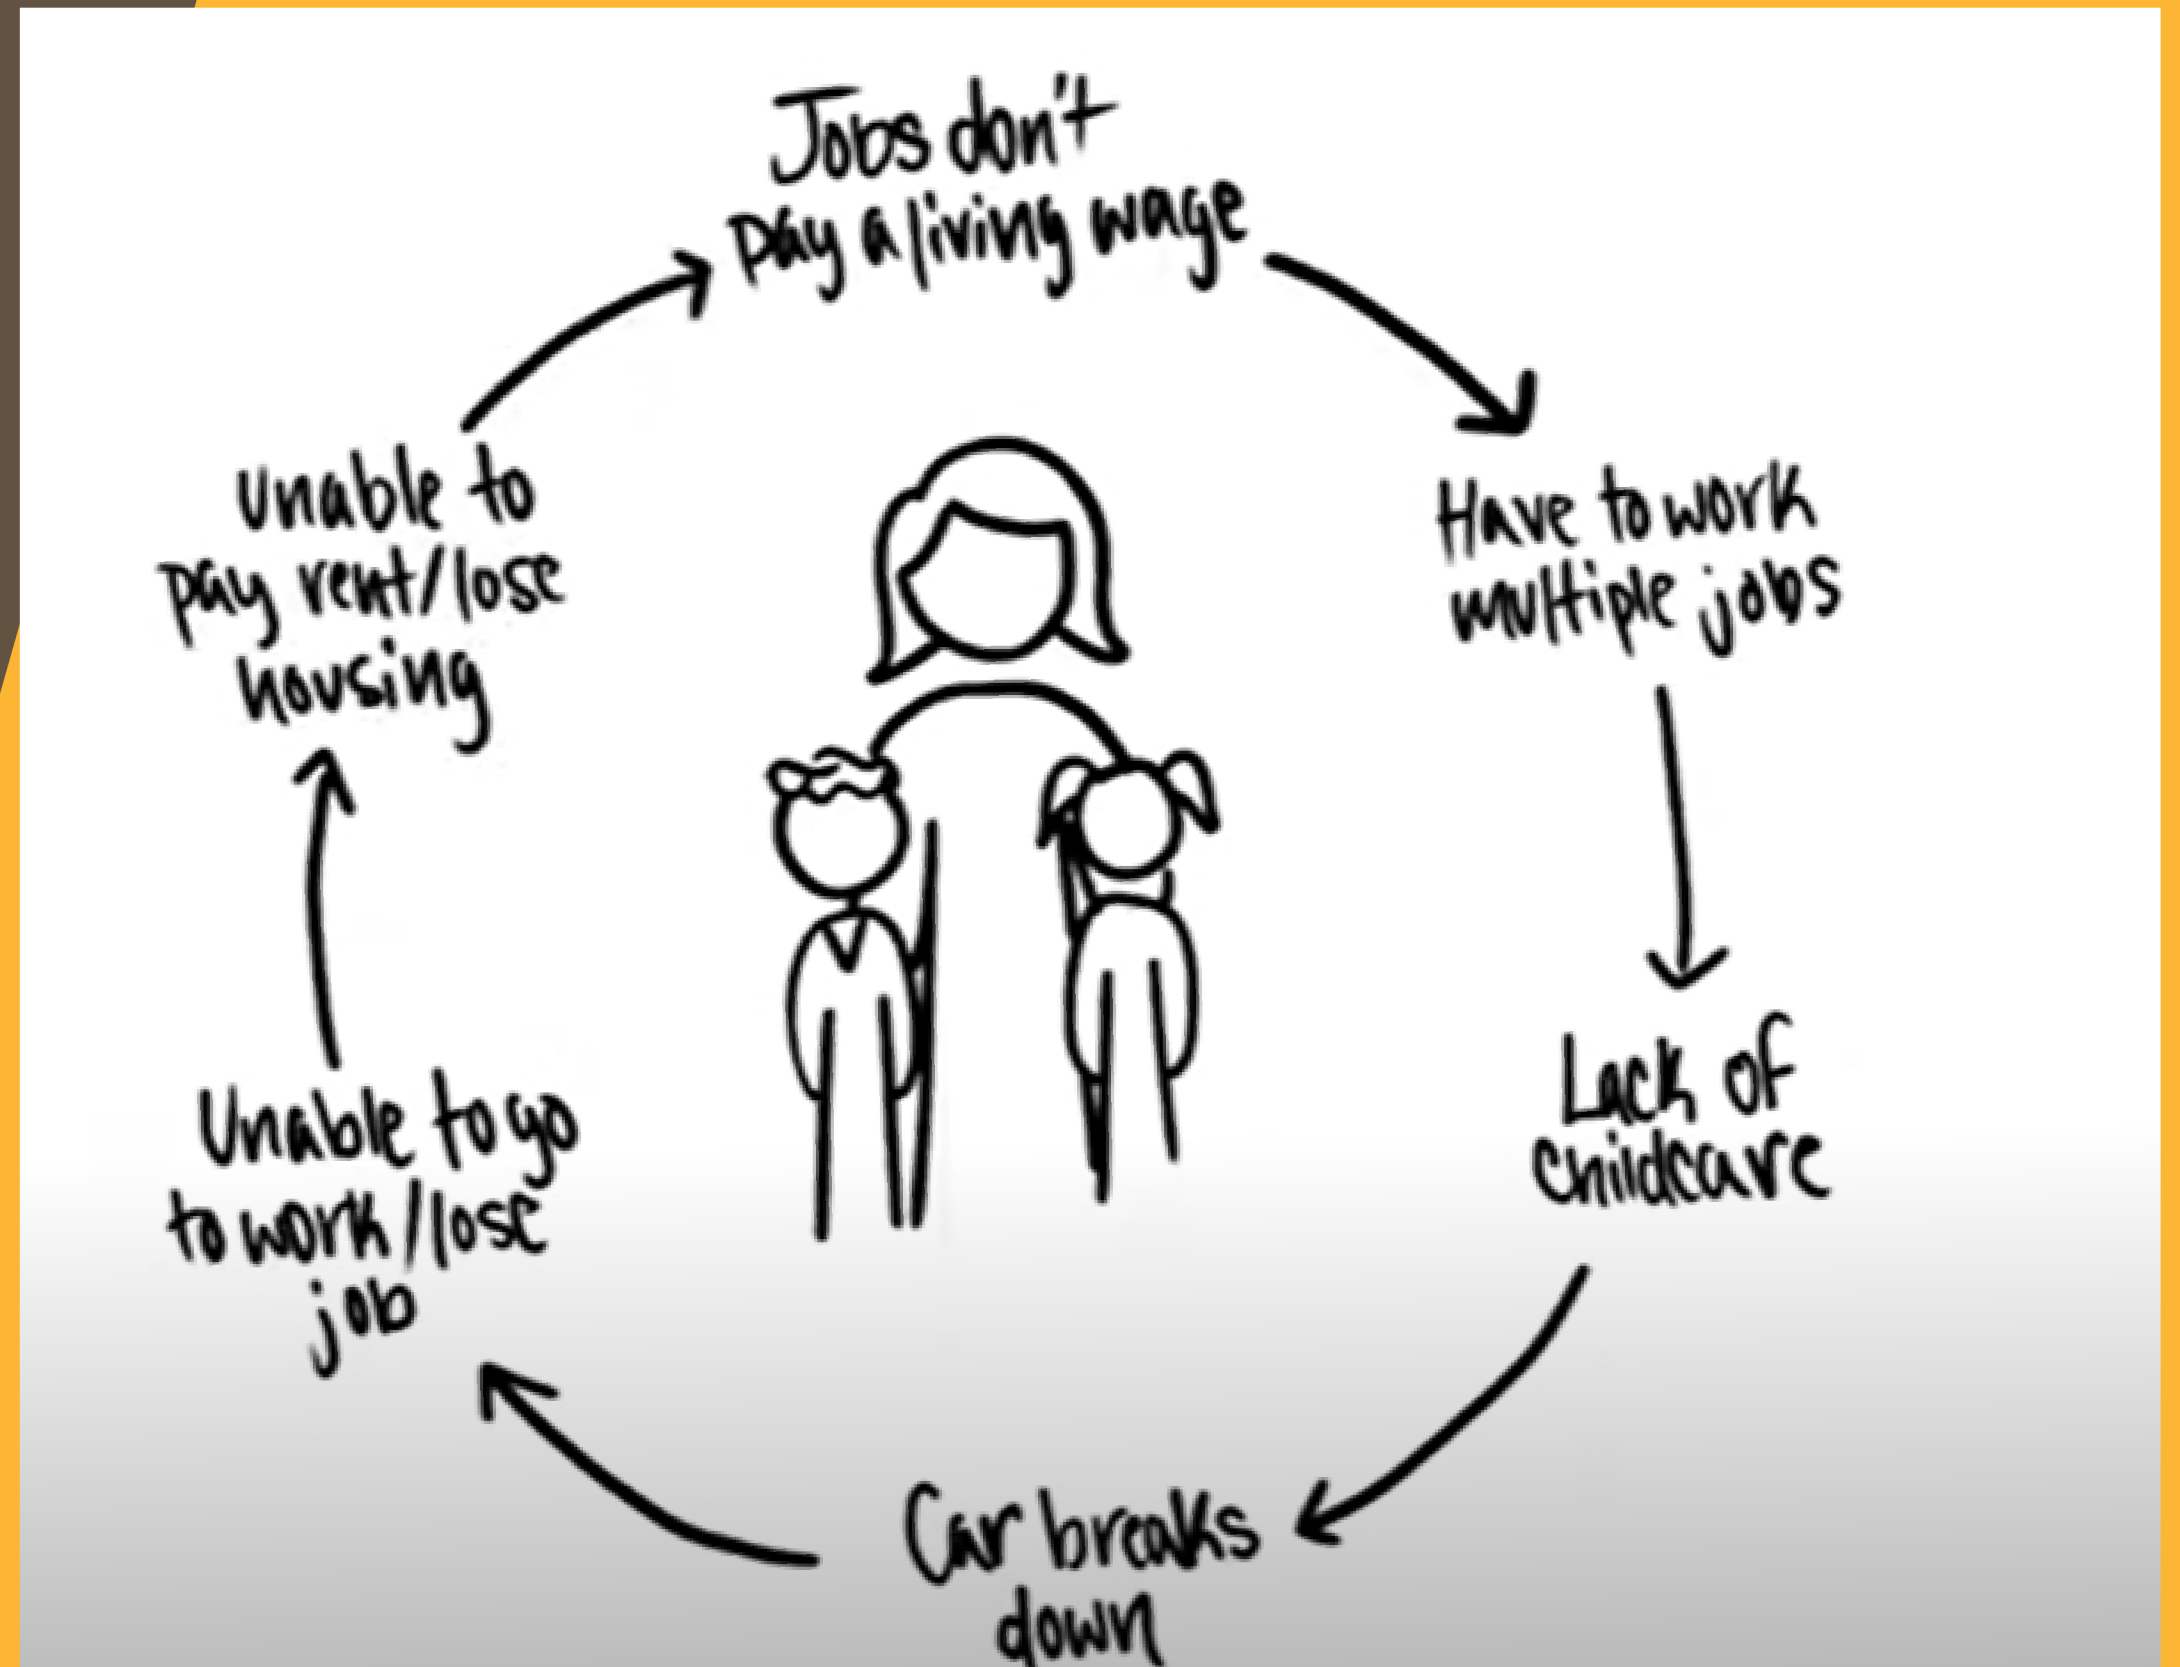 Jobs don't
pay a living wage
Have to work
multiple jobs
Lack of
childcare
Car breaks
down
Unable to go
to work/lose
job
Unable to
pay rent/lose
housing